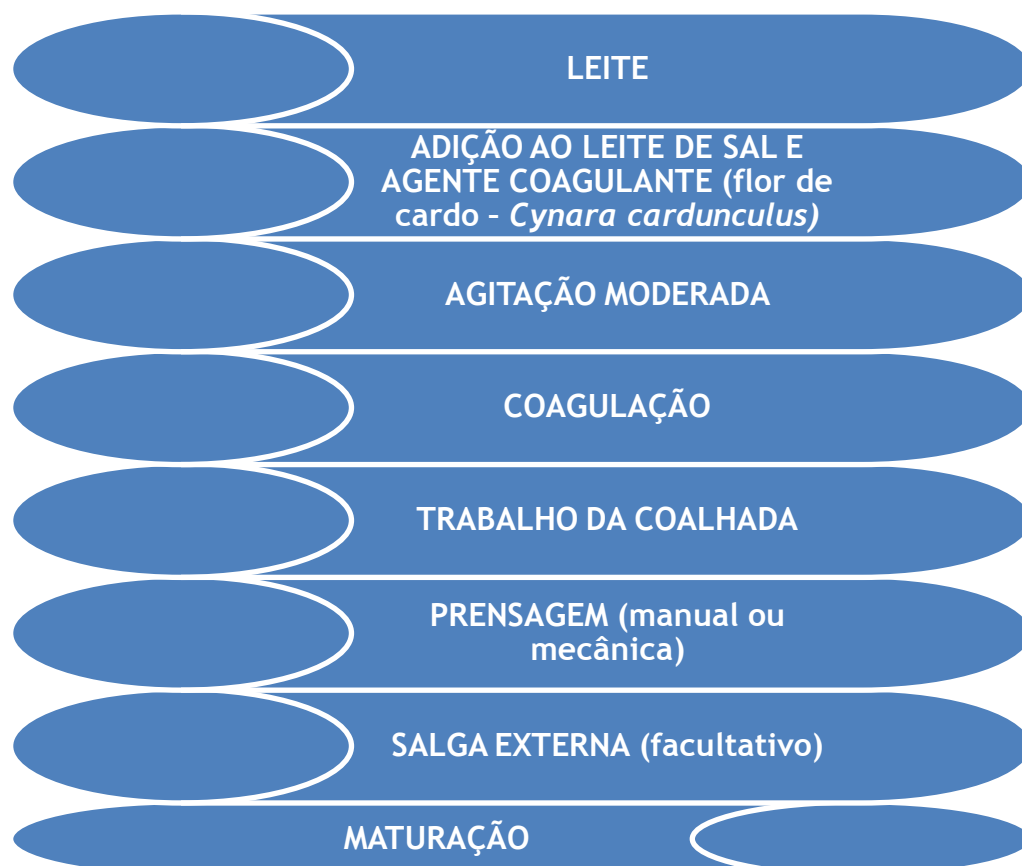 LEITE
ADIÇÃO AO LEITE DE SAL E
AGENTE COAGULANTE (flor de
cardo – Cynara cardunculus)
AGITAÇÃO MODERADA
COAGULAÇÃO
TRABALHO DA COALHADA
PRENSAGEM (manual ou
mecânica)
SALGA EXTERNA (facultativo)
MATURAÇÃO